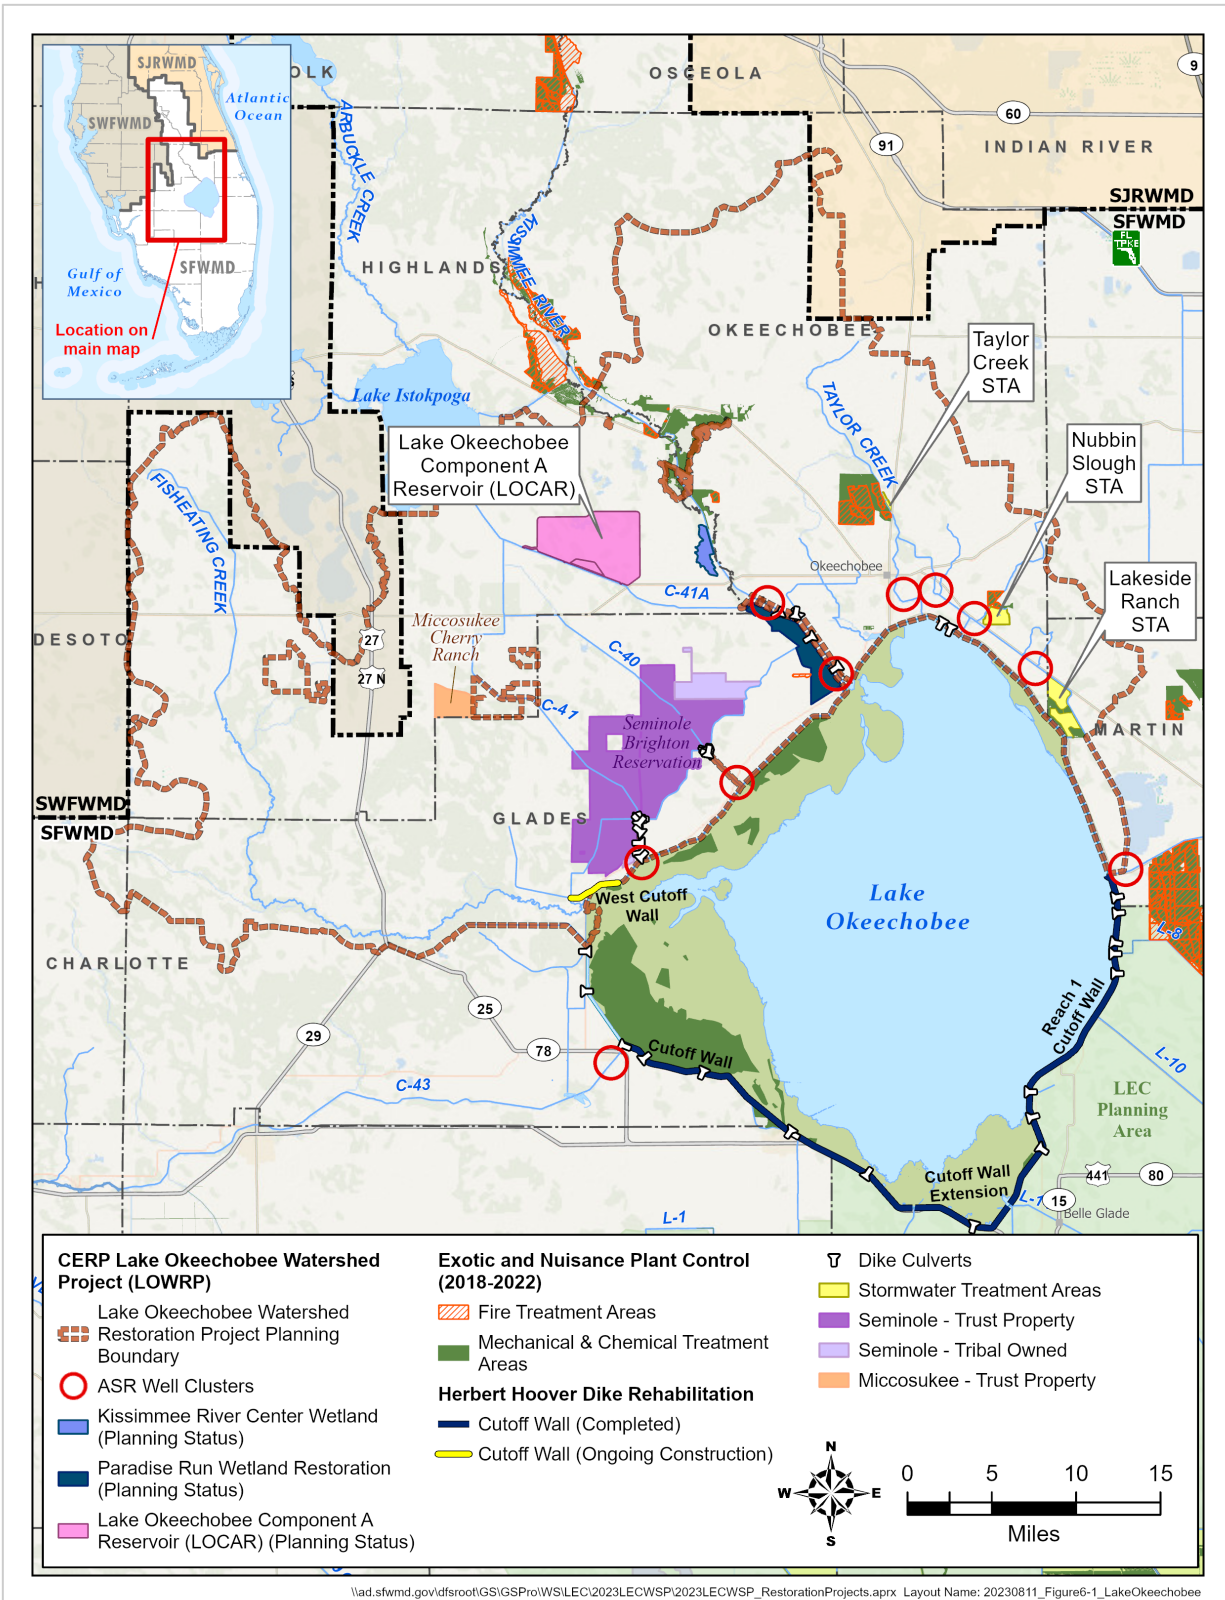 SJRWMD
SWFWMD
SFWMD
Atlantic
Ocean
Gulf of
Mexico
Location on
main map
OLK
OSCEOLA
9
60
91
INDIAN RIVER
SJRWMD
SFWMD
FL
TPKE
ARBUCKLE CREEK
KISSIMMEE RIVER
H
HIGHLANDS
OKEECHOBEE
Taylor
Creek
STA
S
Lake Istokpoga
TAYLOR CREEK
Lake Okeechobee
Component A
Reservoir (LOCAR)
Nubbin
Slough
STA
FISHEATING CREEK
Okeechobee
Lakeside
Ranch
STA
C-41A
DESOTO
27
27 N
Miccosukee
Cherry
Ranch
C-40
C-41
Seminole
Brighton
Reservation
MARTIN
SWFWMD
SFWMD
GLADES
1
West Cutoff
Wall
Lake
Okeechobee
L-8
CHARLOTTE
25
29
78
Cutoff Wall
Reach 1
Cutoff Wall
L-10
C-43
LEC
Planning
Area
Cutoff Wall
Extension
441
80
L-1
15
Belle Glade
L-1
CERP Lake Okeechobee Watershed
Project (LOWRP)
Lake Okeechobee Watershed
Restoration Project Planning
Boundary
ASR Well Clusters
Kissimmee River Center Wetland
(Planning Status)
Paradise Run Wetland Restoration
(Planning Status)
Lake Okeechobee Component A
Reservoir (LOCAR) (Planning Status)
Exotic and Nuisance Plant Control
(2018-2022)
Fire Treatment Areas
Mechanical & Chemical Treatment
Areas
Herbert Hoover Dike Rehabilitation
Cutoff Wall (Completed)
Cutoff Wall (Ongoing Construction)
Dike Culverts
Stormwater Treatment Areas
Seminole - Trust Property
Seminole - Tribal Owned
Miccosukee - Trust Property
N
W E
S
0 5 10 15
Miles
\\ad.sfwmd.gov\dfsroot\GS\GSPro\WS\LEC\2023LECWSP\2023LECWSP_RestorationProjects.aprx Layout Name: 20230811_Figure6-1_LakeOkeechobee